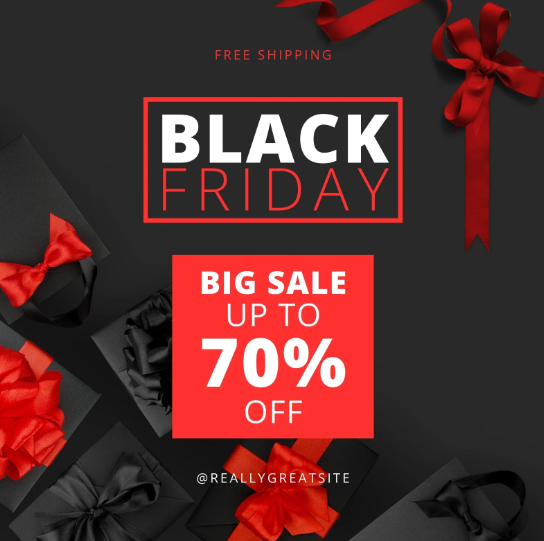 FREE SHIPPING
BLACK
FRIDAY
BIG SALE
UP TO
70%
OFF
@REALLYGREATSITE